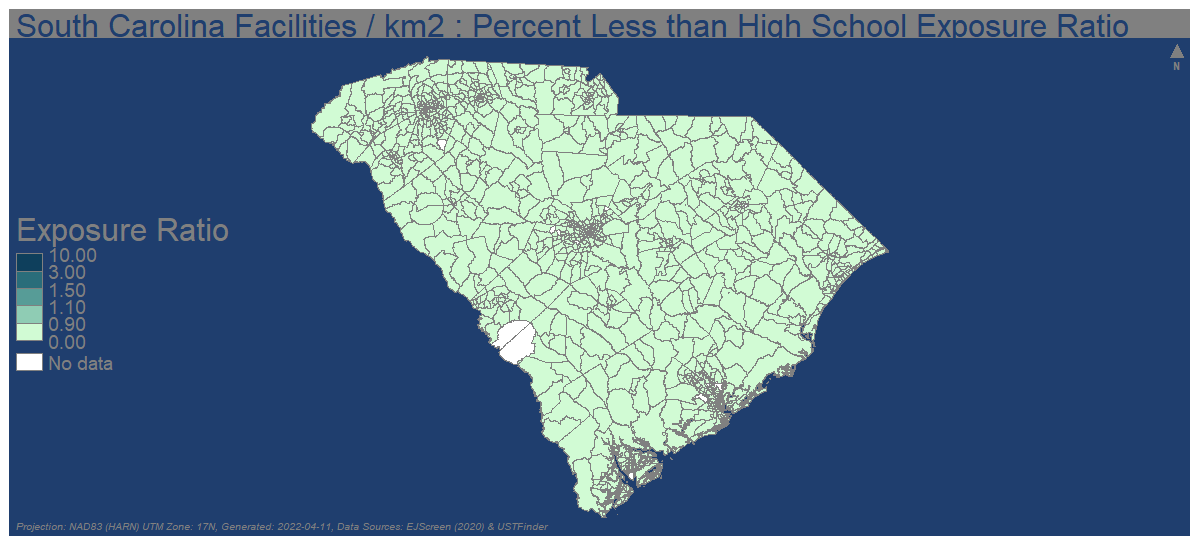 South Carolina Facilities / km2 : Percent Less than High School Exposure Ratio
N
Exposure Ratio
10.00
3.00
1.50
1.10
0.90
0.00
No data
Projection: NAD83 (HARN) UTM Zone: 17N, Generated: 2022-04-11, Data Sources: EJScreen (2020) & USTFinder